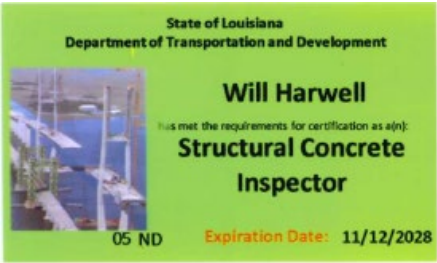 State of Louisiana
Department of Transportation and Development
Will Harwell
has met the requirements for certification as a(n):
Structural Concrete
Inspector
05 ND
Expiration Date: 11/12/2028